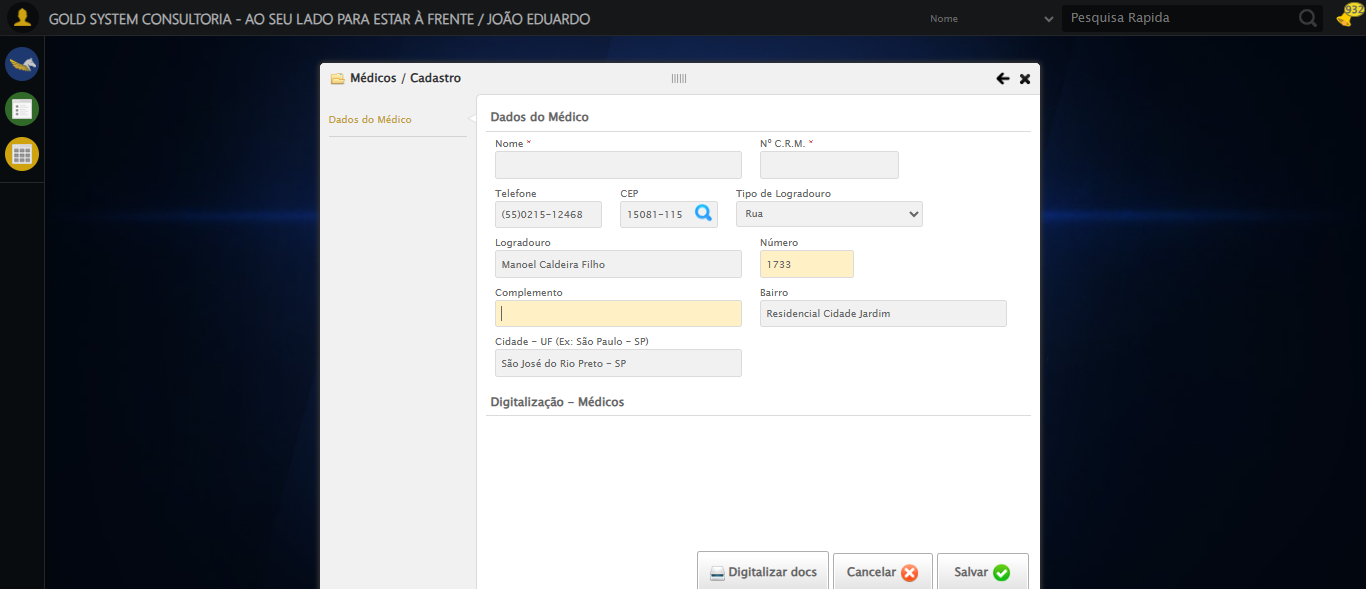 GOLD SYSTEM CONSULTORIA - AO SEU LADO PARA ESTAR À FRENTE / JOÃO EDUARDO
Nome
Pesquisa Rapida
932
Médicos / Cadastro
Dados do Médico
Dados do Médico
Nome *
Nº C.R.M. *
Telefone
CEP
Tipo de Logradouro
(55)0215-12468
15081-115
Rua
Logradouro
Número
Manoel Caldeira Filho
1733
Complemento
Bairro
Residencial Cidade Jardim
Cidade - UF (Ex: São Paulo - SP)
São José do Rio Preto - SP
Digitalização - Médicos
Digitalizar docs
Cancelar
Salvar